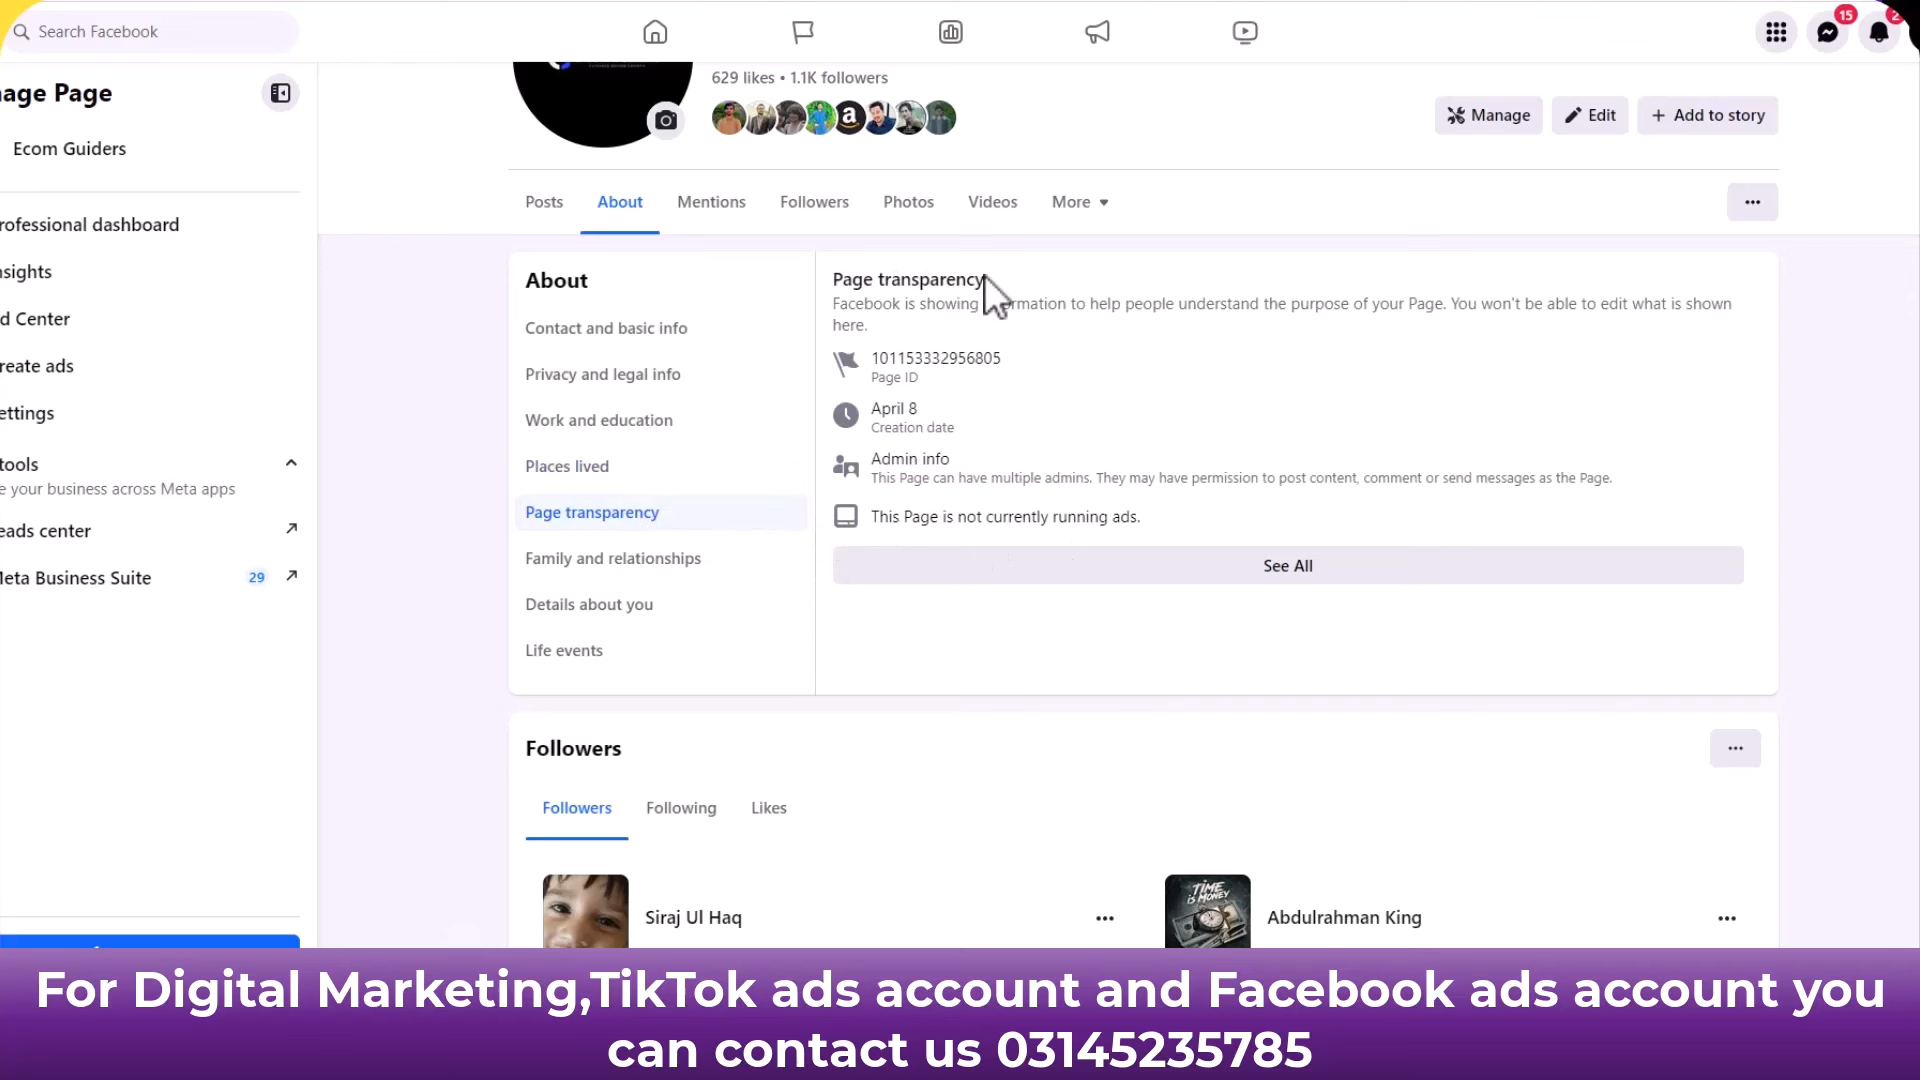 Search Facebook
15
2
629 likes • 1.1K followers
a
Manage
Edit
+ Add to story
age Page
Ecom Guiders
rofessional dashboard
nsights
d Center
reate ads
ettings
tools
e your business across Meta apps
eads center
Meta Business Suite 29
Posts
About
Mentions
Followers
Photos
Videos
More
About
Contact and basic info
Privacy and legal info
Work and education
Places lived
Page transparency
Family and relationships
Details about you
Life events
Page transparency
Facebook is showing rmation to help people understand the purpose of your Page. You won't be able to edit what is shown
here.
101153332956805
Page ID
April 8
Creation date
Admin info
This Page can have multiple admins. They may have permission to post content, comment or send messages as the Page.
This Page is not currently running ads.
See All
Followers
Followers
Following
Likes
Siraj Ul Haq
TIME
IS MONEY
Abdulrahman King
For Digital Marketing,TikTok ads account and Facebook ads account you
can contact us 03145235785